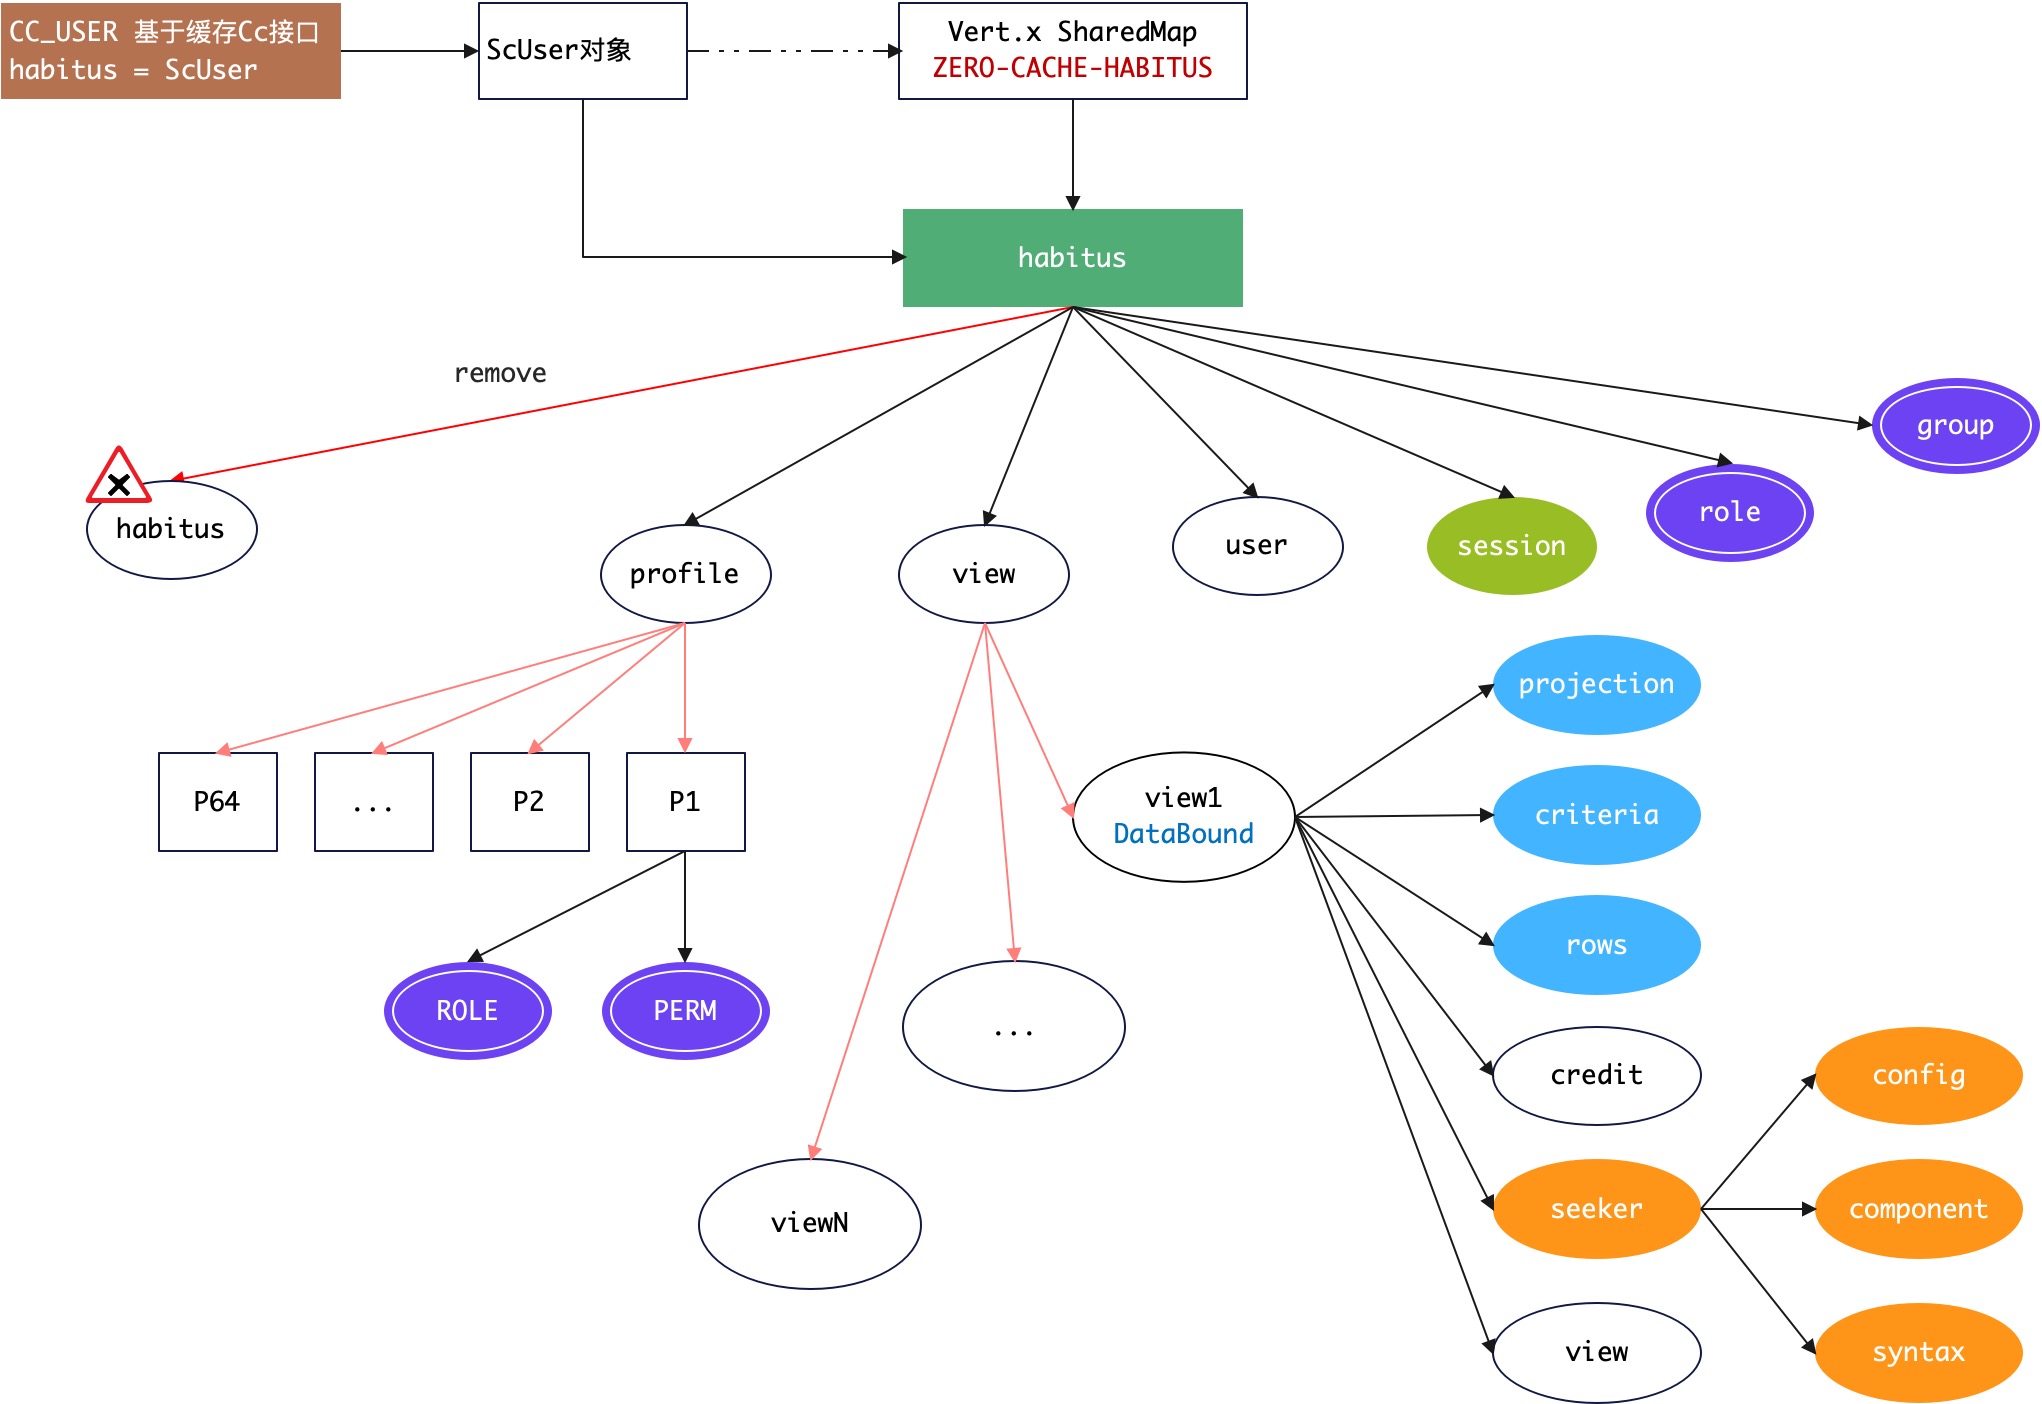 CC_USER 基于缓存Cc接口
habitus = ScUser
ScUser对象
Vert.x SharedMap
ZERO-CACHE-HABITUS
habitus
remove
group
role
habitus
profile
view
user
session
projection
P64
...
P2
P1
view1
DataBound
criteria
rows
ROLE
PERM
...
credit
config
viewN
seeker
component
view
syntax